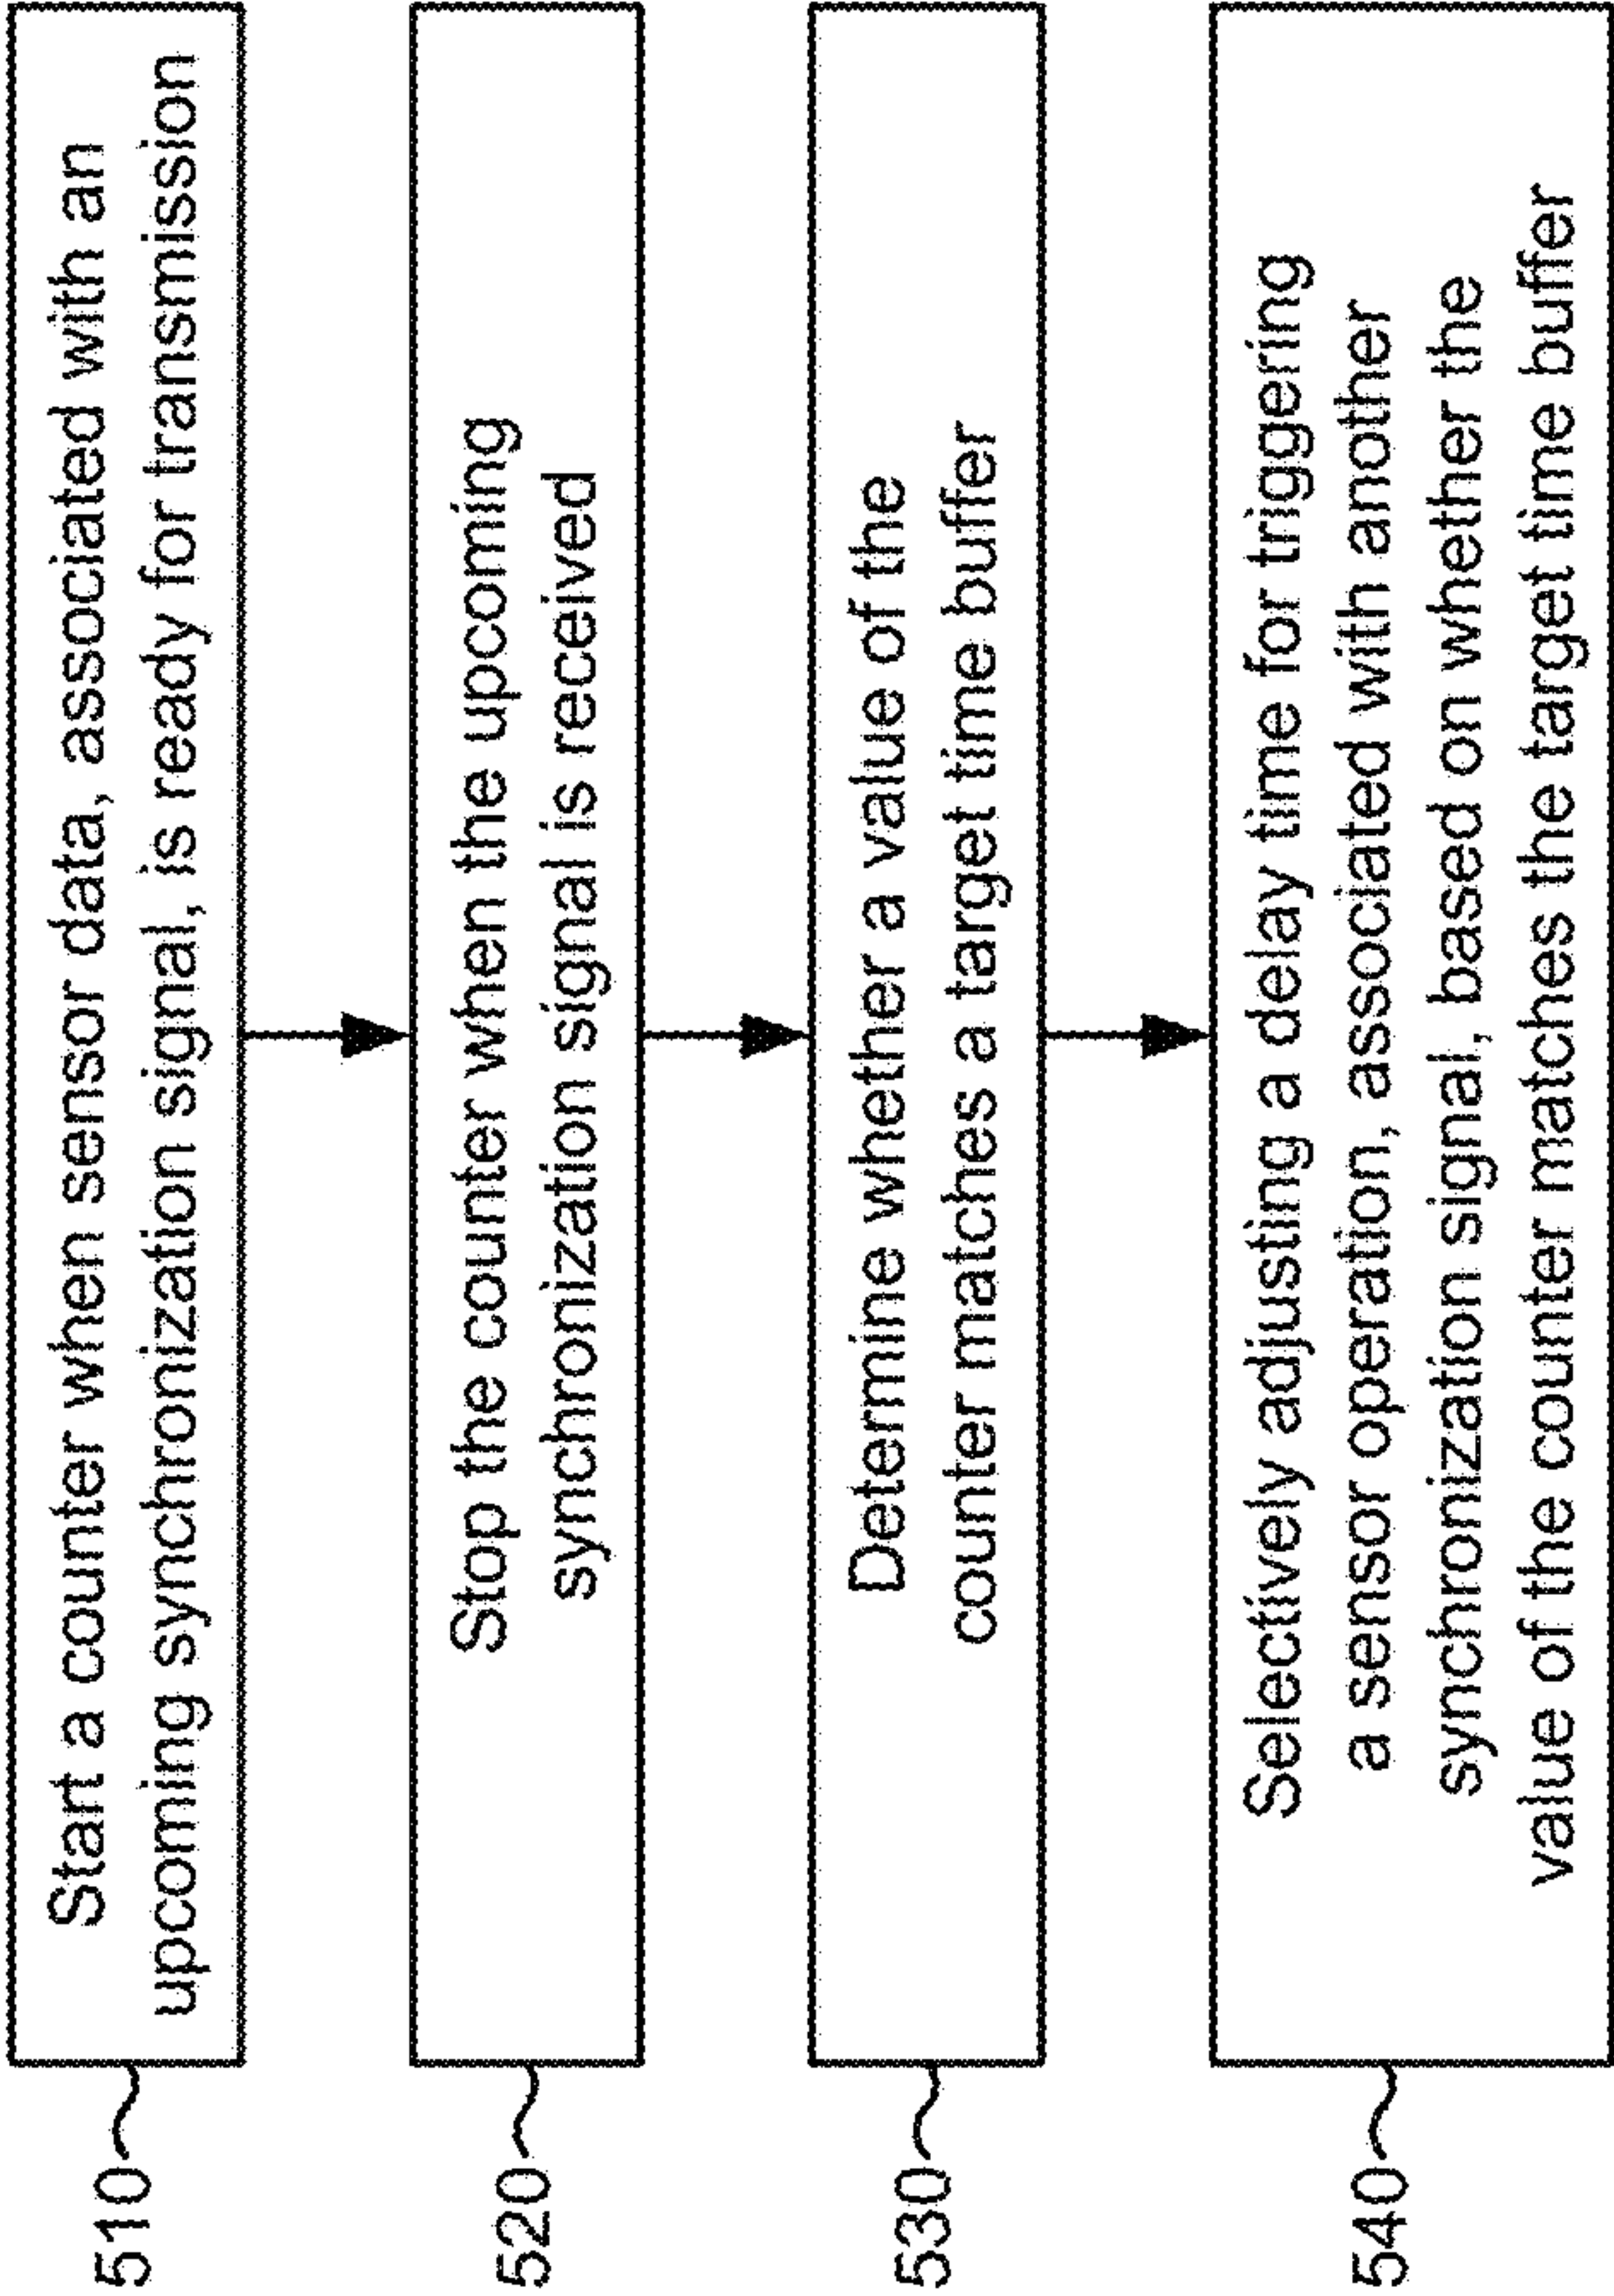 510
Start a counter when sensor data, associated with an
upcoming synchronization signal, is ready for transmission
520
Stop the counter when the upcoming
synchronization signal is received
530
Determine whether a value of the
counter matches a target time buffer
540
Selectively adjusting a delay time for triggering
a sensor operation, associated with another
synchronization signal, based on whether the
value of the counter matches the target time buffer